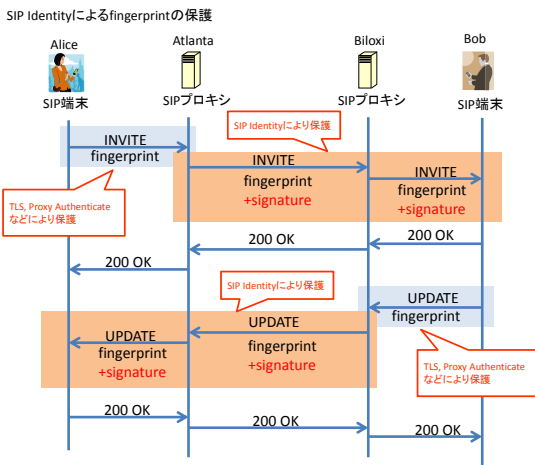 SIP Identityによるfingerprintの保護
Alice
Atlanta
Biloxi
Bob
SIP端末
SIPプロキシ
SIPプロキシ
SIP端末
SIP Identityにより保護
INVITE
fingerprint
INVITE
fingerprint
+signature
INVITE
fingerprint
+signature
TLS, Proxy Authenticate
などにより保護
200 OK
200 OK
200 OK
SIP Identityにより保護
UPDATE
fingerprint
UPDATE
fingerprint
+signature
UPDATE
fingerprint
+signature
TLS, Proxy Authenticate
などにより保護
200 OK
200 OK
200 OK